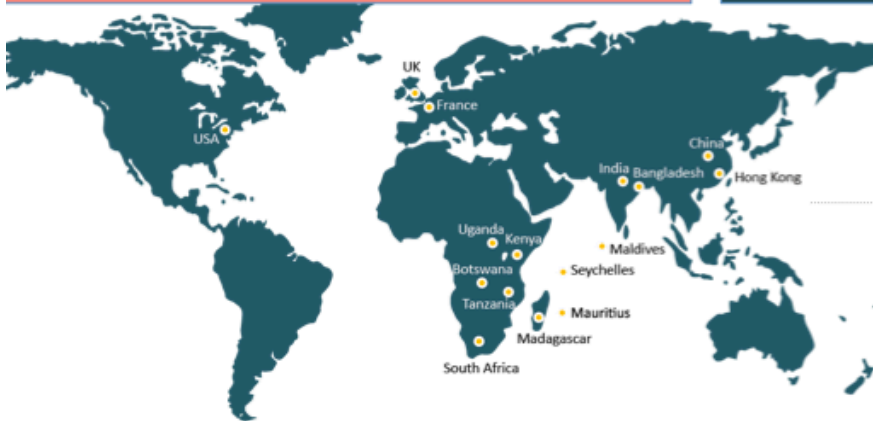 UK
France
USA
China
India
Bangladesh
Hong Kong
Uganda
Kenya
Maldives
Botswana
Seychelles
Tanzania
Mauritius
Madagascar
South Africa